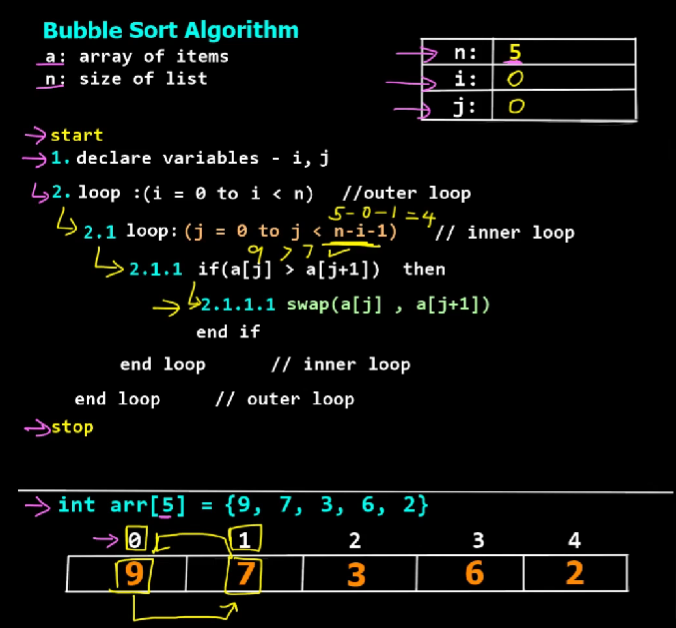 Bubble Sort Algorithm
a: array of items
n: size of list
n: 5
i: 0
j: 0
start
1. declare variables - i, j
2. loop :(i = 0 to i < n) //outer loop
5-0-1=4
2.1 loop: (j = 0 to j < n-i-1) // inner loop
9 > 7 ✓
2.1.1 if(a[j] > a[j+1]) then
2.1.1.1 swap(a[j] , a[j+1])
end if
end loop // inner loop
end loop // outer loop
stop
int arr[5] = {9, 7, 3, 6, 2}
0 1 2 3 4
9 7 3 6 2